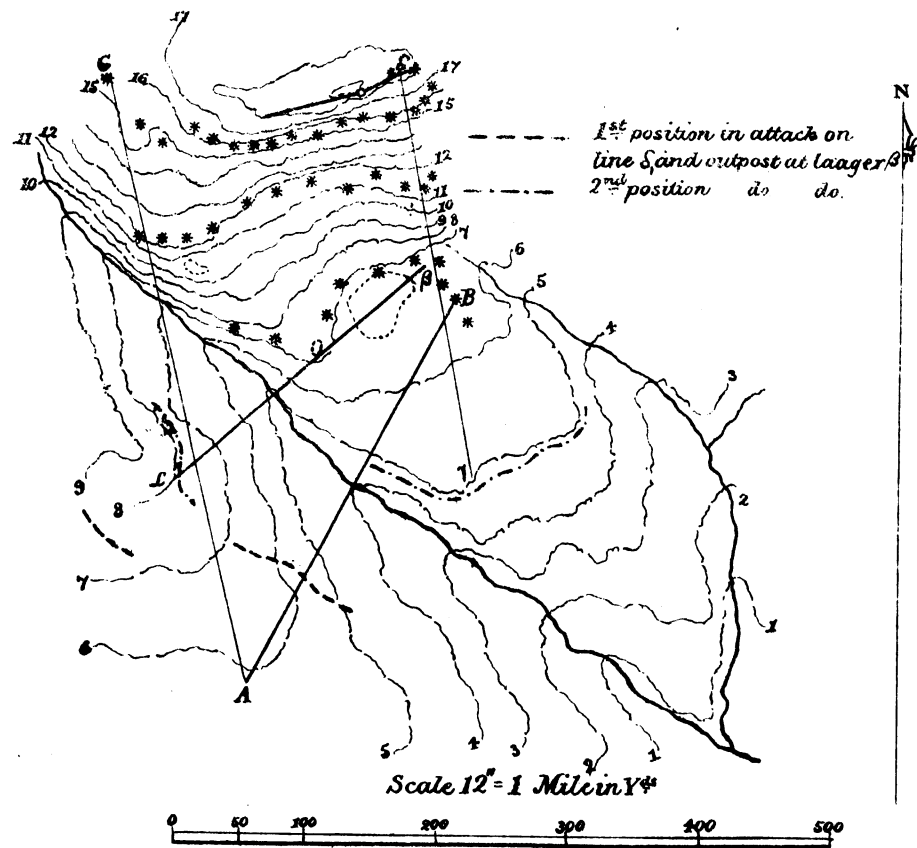 17
G
15
16
S
17
15
11
12
10
12
11
10
9 8
7
N
1st position in attack on
line S, and outpost at laager β
2nd position do do.
6
5
4
3
2
1
β
B
γ
L
9
8
7
6
A
5
4
3
2
1
Scale 12" = 1 Mile in Yds
0 50 100 200 300 400 500